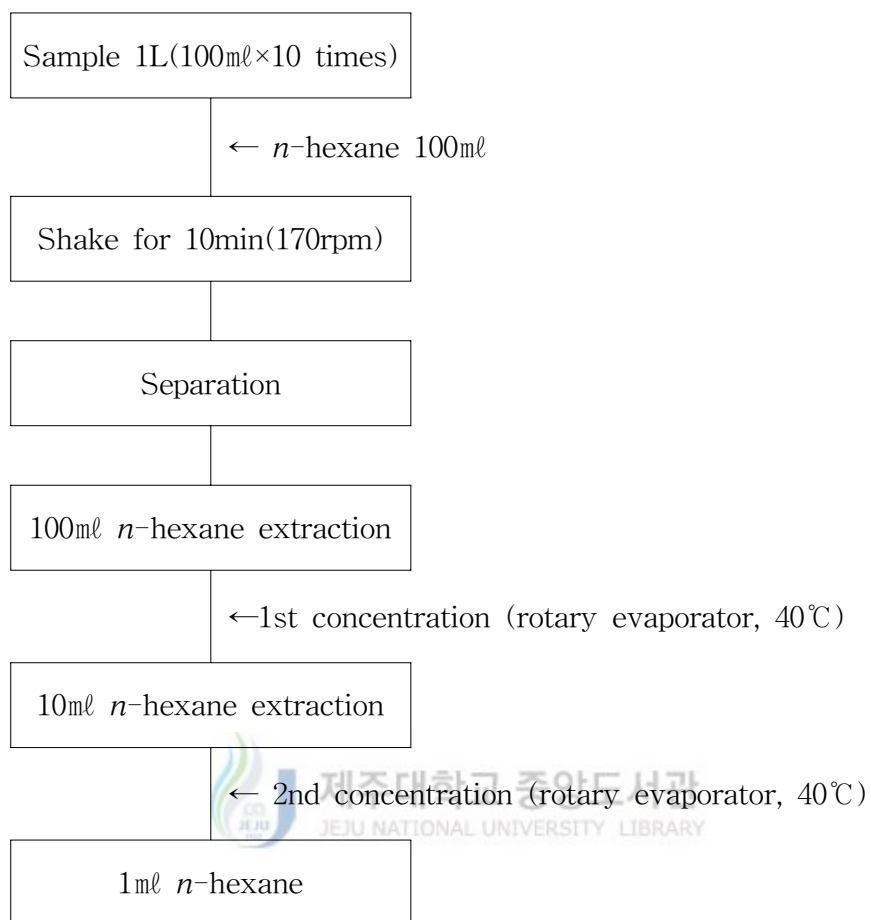 Sample 1L(100㎖×10 times)
← n-hexane 100㎖
Shake for 10min(170rpm)
Separation
100㎖ n-hexane extraction
←1st concentration (rotary evaporator, 40℃)
10㎖ n-hexane extraction
제주대학교 중앙도서관
← 2nd concentration (rotary evaporator, 40℃)
JEJU NATIONAL UNIVERSITY LIBRARY
1㎖ n-hexane